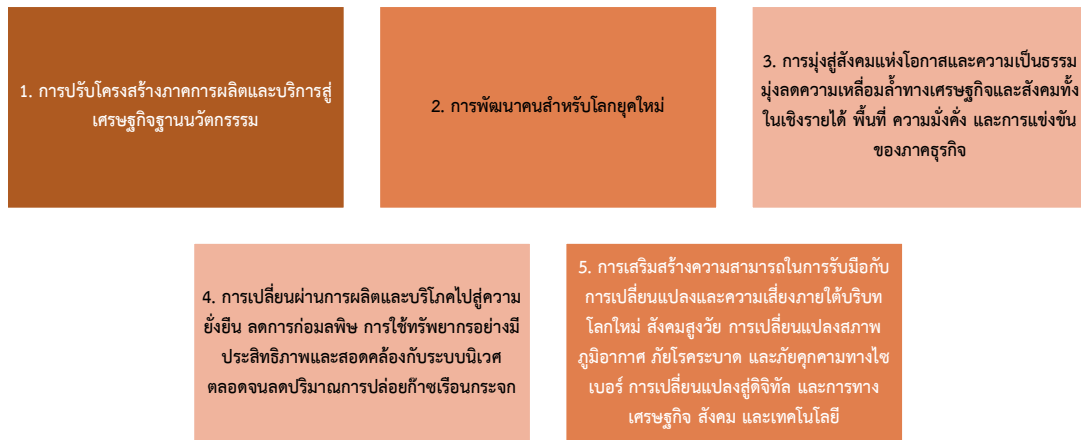 1. การปรับโครงสร้างภาคการผลิตและบริการสู่
เศรษฐกิจฐานนวัตกรรรม
2. การพัฒนาคนสำหรับโลกยุคใหม่
3. การมุ่งสู่สังคมแห่งโอกาสและความเป็นธรรม
มุ่งลดความเหลื่อมล้ำทางเศรษฐกิจและสังคมทั้ง
ในเชิงรายได้ พื้นที่ ความมั่งคั่ง และการแข่งขัน
ของภาคธุรกิจ
4. การเปลี่ยนผ่านการผลิตและบริโภคไปสู่ความ
ยั่งยืน ลดการก่อมลพิษ การใช้ทรัพยากรอย่างมี
ประสิทธิภาพและสอดคล้องกับระบบนิเวศ
ตลอดจนลดปริมาณการปล่อยก๊าซเรือนกระจก
5. การเสริมสร้างความสามารถในการรับมือกับ
การเปลี่ยนแปลงและความเสี่ยงภายใต้บริบท
โลกใหม่ สังคมสูงวัย การเปลี่ยนแปลงสภาพ
ภูมิอากาศ ภัยโรคระบาด และภัยคุกคามทางไซ
เบอร์ การเปลี่ยนแปลงสู่ดิจิทัล และการทาง
เศรษฐกิจ สังคม และเทคโนโลยี